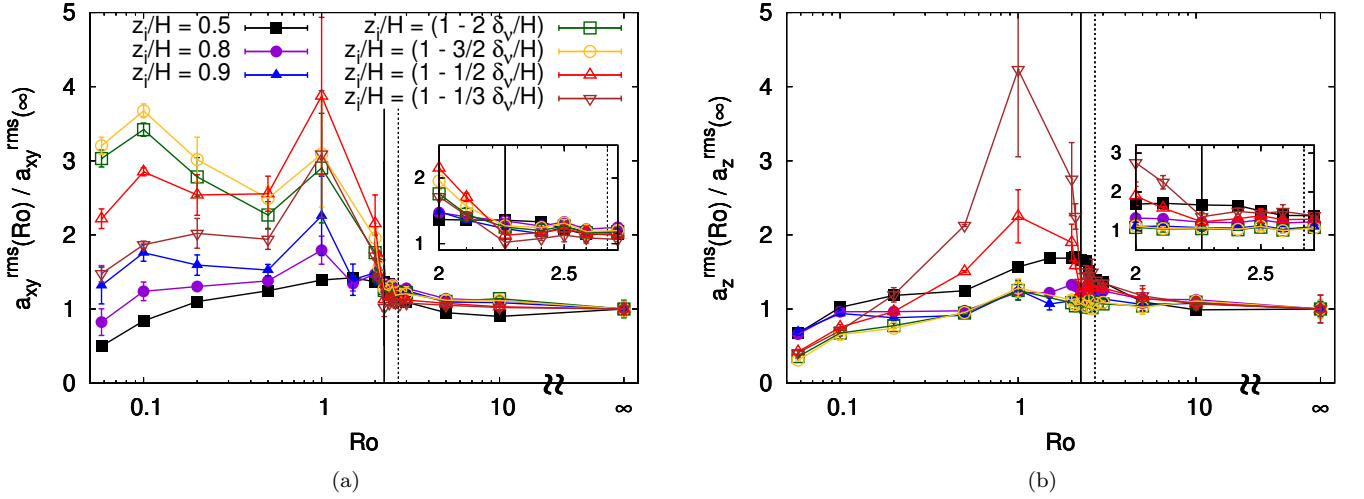 a_xy^rms(Ro) / a_xy^rms(∞)
5
4
3
2
1
0
z_i/H = 0.5
z_i/H = 0.8
z_i/H = 0.9
z_i/H = (1 - 2 δ_ν/H)
z_i/H = (1 - 3/2 δ_ν/H)
z_i/H = (1 - 1/2 δ_ν/H)
z_i/H = (1 - 1/3 δ_ν/H)
2
1
2 2.5
0.1 1 10 ∞
Ro
(a)
a_z^rms(Ro) / a_z^rms(∞)
5
4
3
2
1
0
3
2
1
2 2.5
0.1 1 10 ∞
Ro
(b)